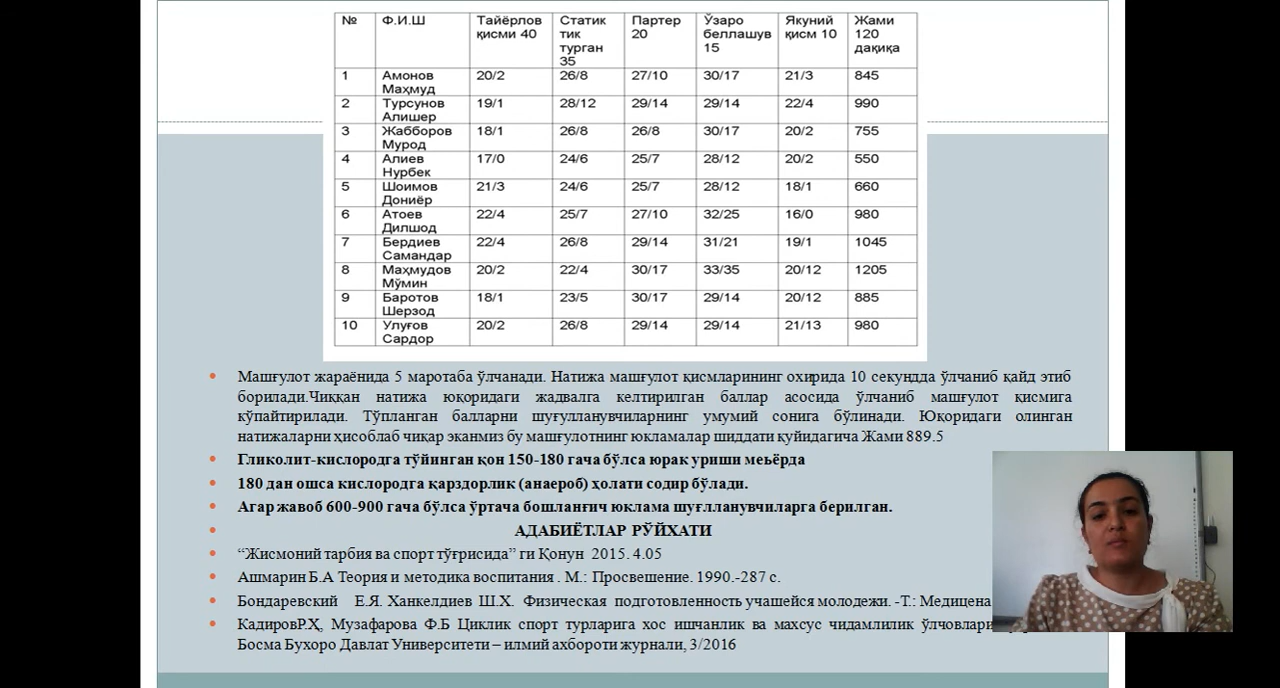 № Ф.И.Ш Тайёрлов қисми 40 Статик тик турган 35 Партер 20 Ўзаро беллашув 15 Якуний қисм 10 Жами 120 дақиқа
1 Амонов Маҳмуд 20/2 26/8 27/10 30/17 21/3 845
2 Турсунов Алишер 19/1 28/12 29/14 29/14 22/4 990
3 Жабборов Мурод 18/1 26/8 26/8 30/17 20/2 755
4 Алиев Нурбек 17/0 24/6 25/7 28/12 20/2 550
5 Шоимов Дониёр 21/3 24/6 25/7 28/12 18/1 660
6 Атоев Дилшод 22/4 25/7 27/10 32/25 16/0 980
7 Бердиев Самандар 22/4 26/8 29/14 31/21 19/1 1045
8 Маҳмудов Мўмин 20/2 22/4 30/17 33/35 20/12 1205
9 Баротов Шерзод 18/1 23/5 30/17 29/14 20/12 885
10 Улуғов Сардор 20/2 26/8 29/14 29/14 21/13 980
Машғулот жараёнида 5 маротаба ўлчанади. Натижа машғулот қисмларининг охирида 10 секундда ўлчаниб қайд этиб
борилади.Чиққан натижа юқоридаги жадвалга келтирилган баллар асосида ўлчаниб машғулот қисмига
кўпайтирилади. Тўпланган балларни шуғулланувчиларнинг умумий сонига бўлинади. Юқоридаги олинган
натижаларни ҳисоблаб чиқар эканмиз бу машғулотнинг юкламалар шиддати қуйидагича Жами 889.5
Гликолит-кислородга тўйинган қон 150-180 гача бўлса юрак уриши меьёрда
180 дан ошса кислородга қарздорлик (анаероб) ҳолати содир бўлади.
Агар жавоб 600-900 гача бўлса ўртача бошланғич юклама шуғлланувчиларга берилган.
АДАБИЁТЛАР РЎЙХАТИ
“Жисмоний тарбия ва спорт тўғрисида” ги Қонун 2015. 4.05
Ашмарин Б.А Теория и методика воспитания . М.: Просвешение. 1990.-287 с.
Бондаревский Е.Я. Ханкелдиев Ш.Х. Физическая подготовленность учашейся молодежи. -Т.: Медицена
КадировР.Ҳ, Музафарова Ф.Б Циклик спорт турларига хос ишчанлик ва махсус чидамлилик ўлчовлари
Босма Бухоро Давлат Университети – илмий ахбороти журнали, 3/2016